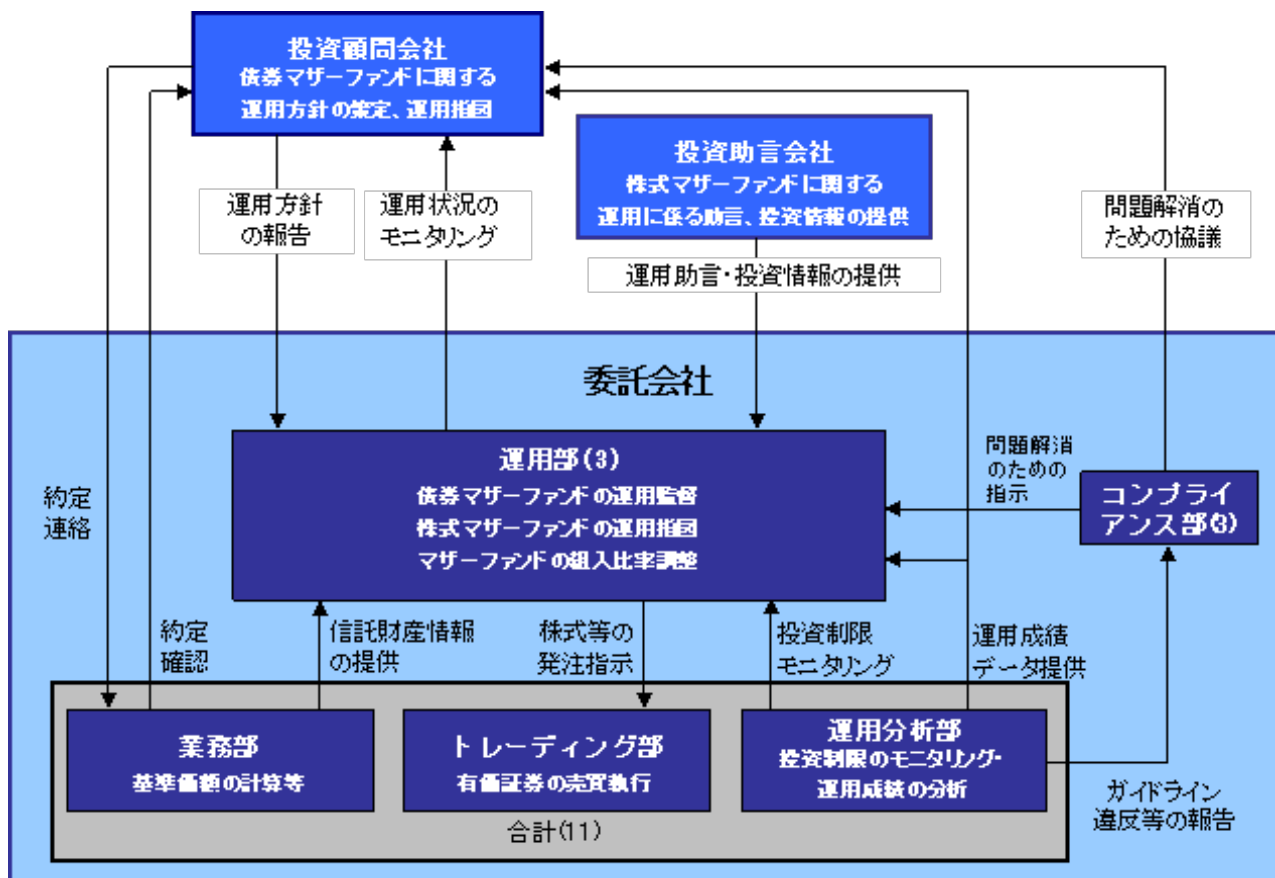 投資顧問会社
債券マザーファンドに関する
運用方針の策定、運用指図
投資助言会社
株式マザーファンドに関する
運用に係る助言、投資情報の提供
運用方針
の報告
運用状況の
モニタリング
運用助言・投資情報の提供
問題解消の
ための協議
委託会社
運用部(3)
債券マザーファンドの運用監督
株式マザーファンドの運用指図
マザーファンドの組入比率調整
問題解消
のための
指示
コンプライ
アンス部(3)
約定
連絡
約定
確認
信託財産情報
の提供
株式等の
発注指示
投資制限
モニタリング
運用成績
データ提供
業務部
基準価額の計算等
トレーディング部
有価証券の売買執行
運用分析部
投資制限のモニタリング・
運用成績の分析
ガイドライン
違反等の報告
合計(11)